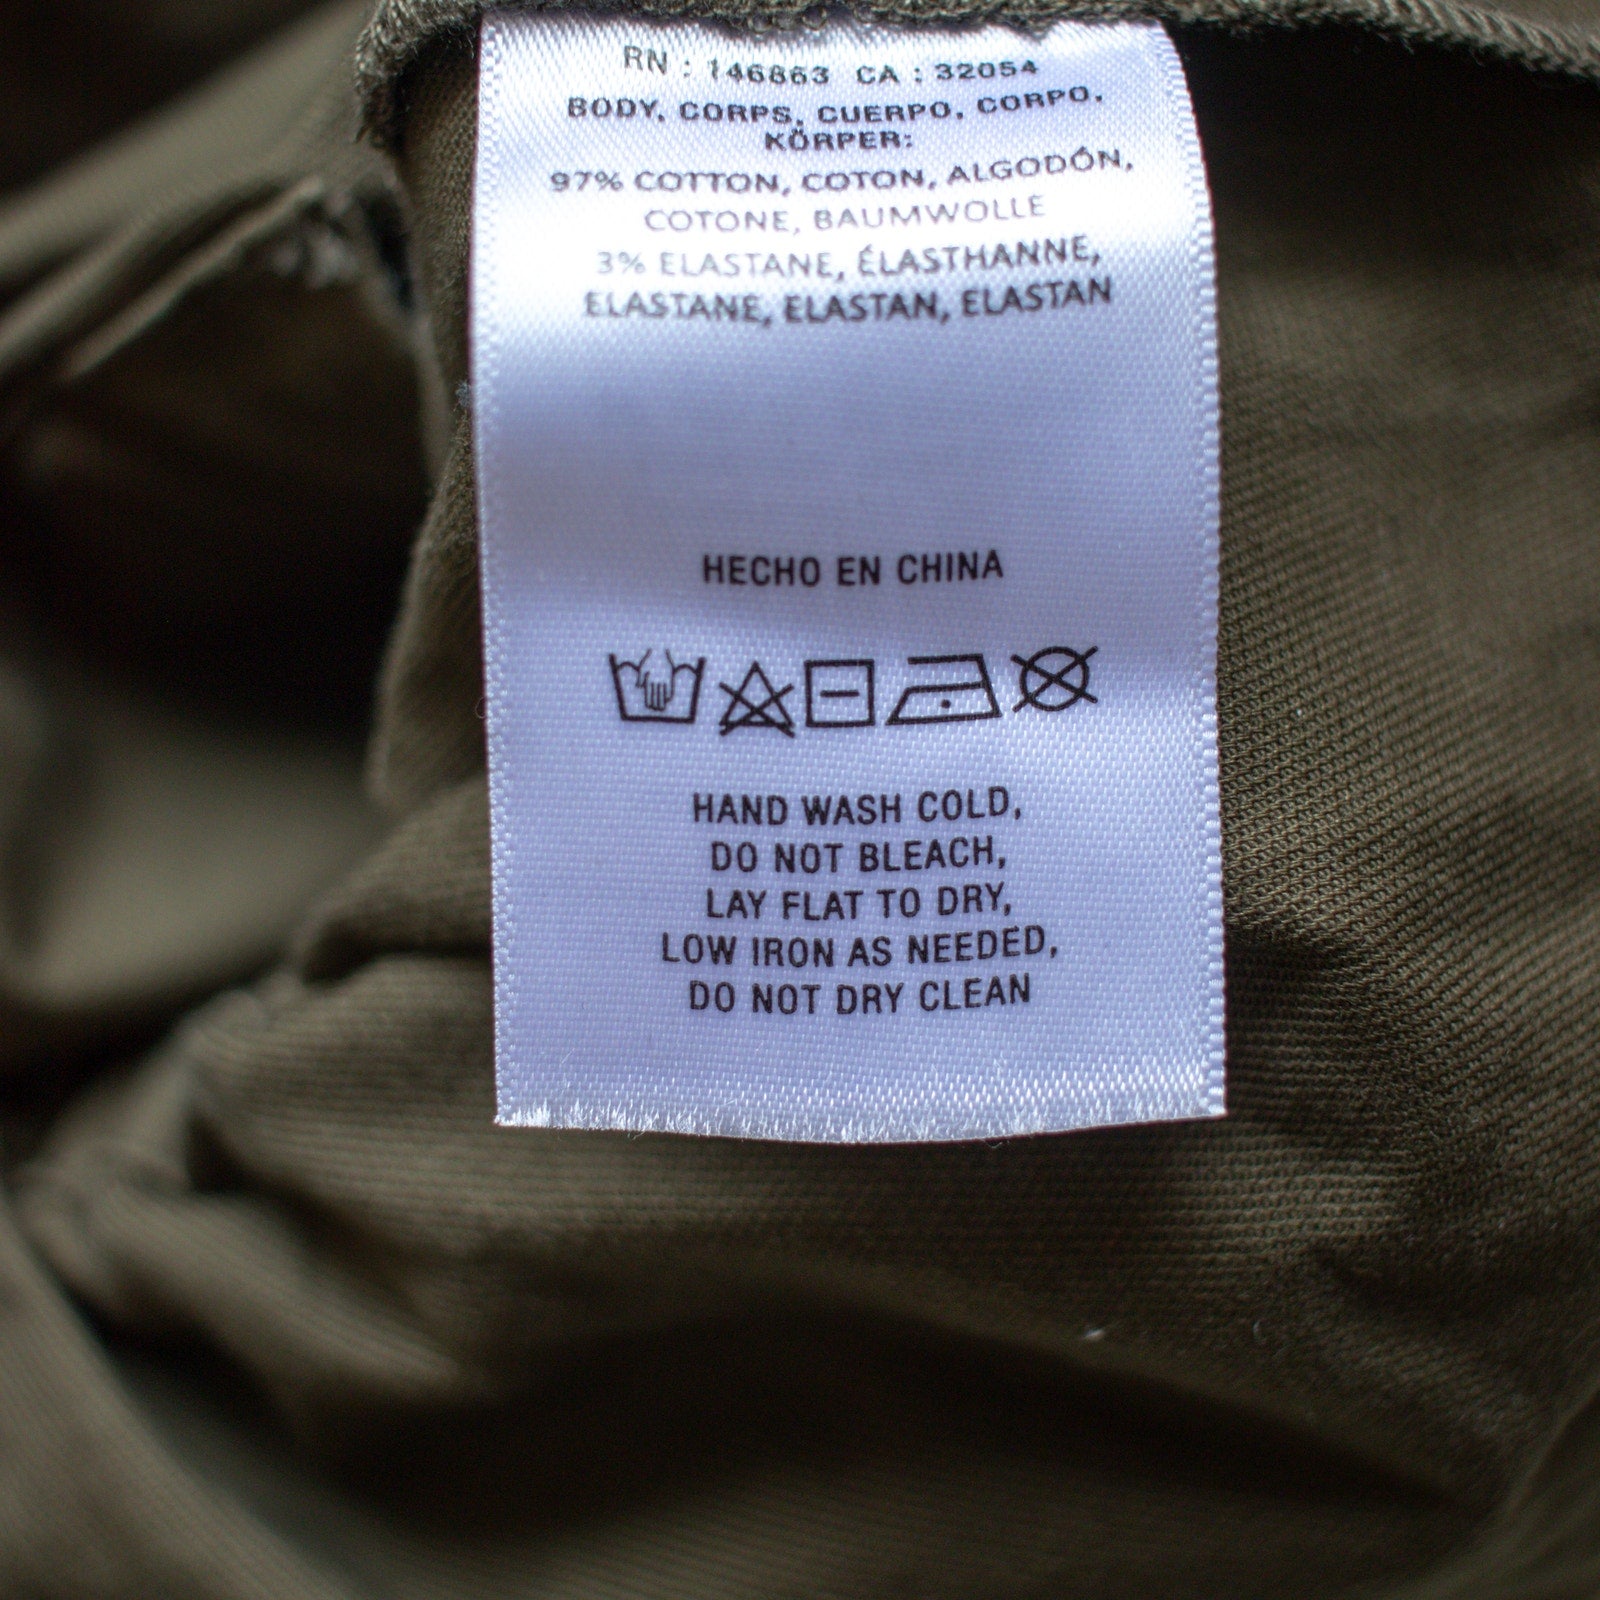 RN : 146863 CA : 32054
BODY, CORPS, CUERPO, CORPO,
KÖRPER:
97% COTTON, COTON, ALGODÓN,
COTONE, BAUMWOLLE
3% ELASTANE, ÉLASTHANNE,
ELASTANE, ELASTAN, ELASTAN
HECHO EN CHINA
HAND WASH COLD,
DO NOT BLEACH,
LAY FLAT TO DRY,
LOW IRON AS NEEDED,
DO NOT DRY CLEAN